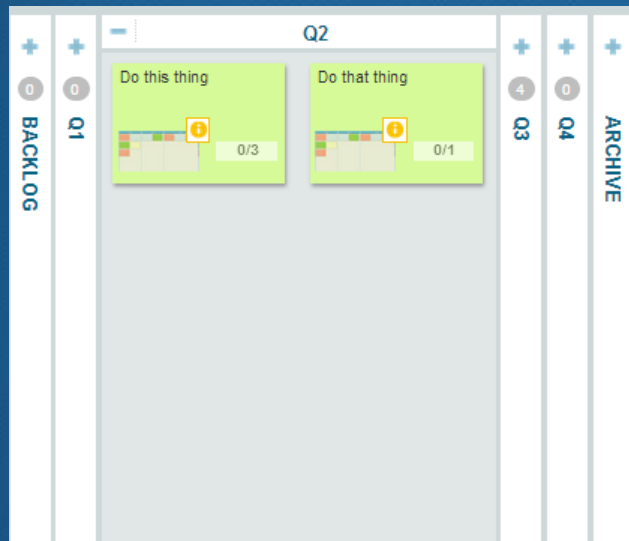 Q2
Do this thing
0/3
Do that thing
0/1
0
BACKLOG
0
Q1
4
Q3
0
Q4
ARCHIVE